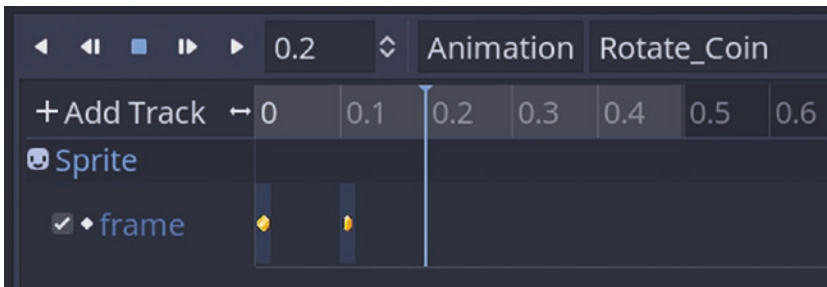 0.2 Animation Rotate_Coin
+ Add Track 0 0.1 0.2 0.3 0.4 0.5 0.6
Sprite
frame